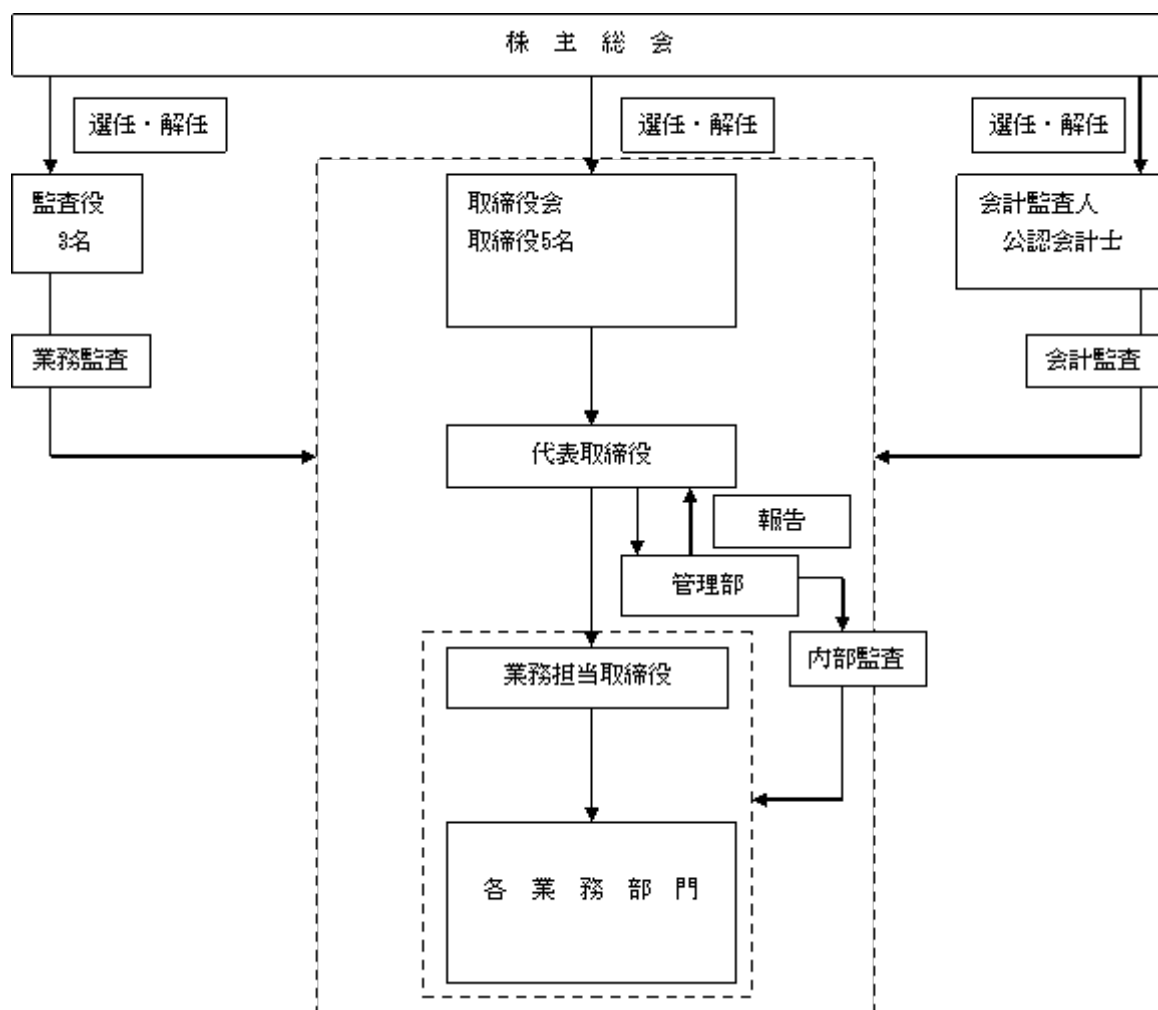 株 主 総 会
選任・解任
選任・解任
選任・解任
監査役
3名
取締役会
取締役5名
会計監査人
公認会計士
業務監査
会計監査
代表取締役
報告
管理部
内部監査
業務担当取締役
各 業 務 部 門